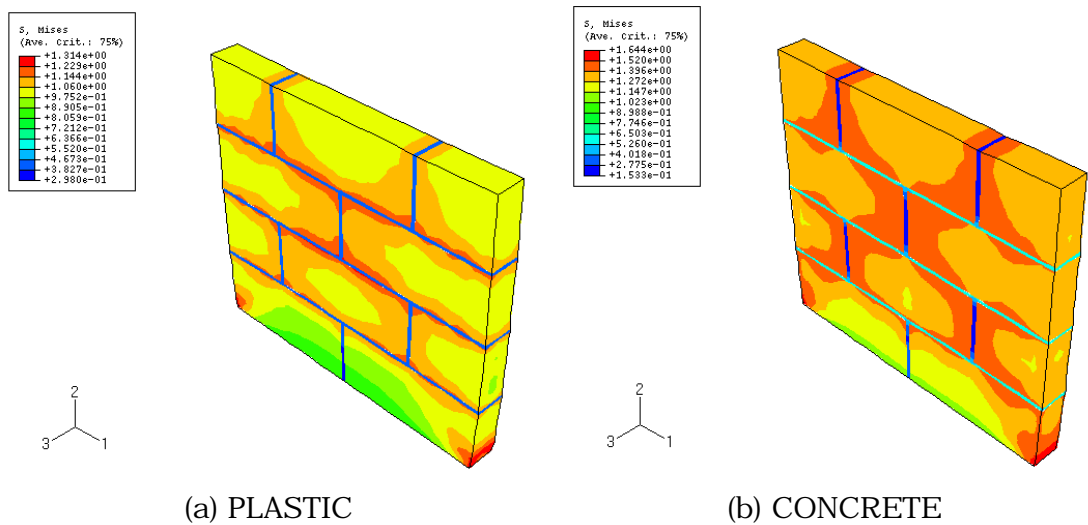 S, Mises
(Ave. Crit.: 75%)
+1.314e+00
+1.229e+00
+1.144e+00
+1.060e+00
+9.752e-01
+8.905e-01
+8.059e-01
+7.212e-01
+6.366e-01
+5.520e-01
+4.673e-01
+3.827e-01
+2.980e-01
2
3
1
(a) PLASTIC
S, Mises
(Ave. Crit.: 75%)
+1.644e+00
+1.520e+00
+1.396e+00
+1.272e+00
+1.147e+00
+1.023e+00
+8.988e-01
+7.746e-01
+6.503e-01
+5.260e-01
+4.018e-01
+2.775e-01
+1.533e-01
2
3
1
(b) CONCRETE